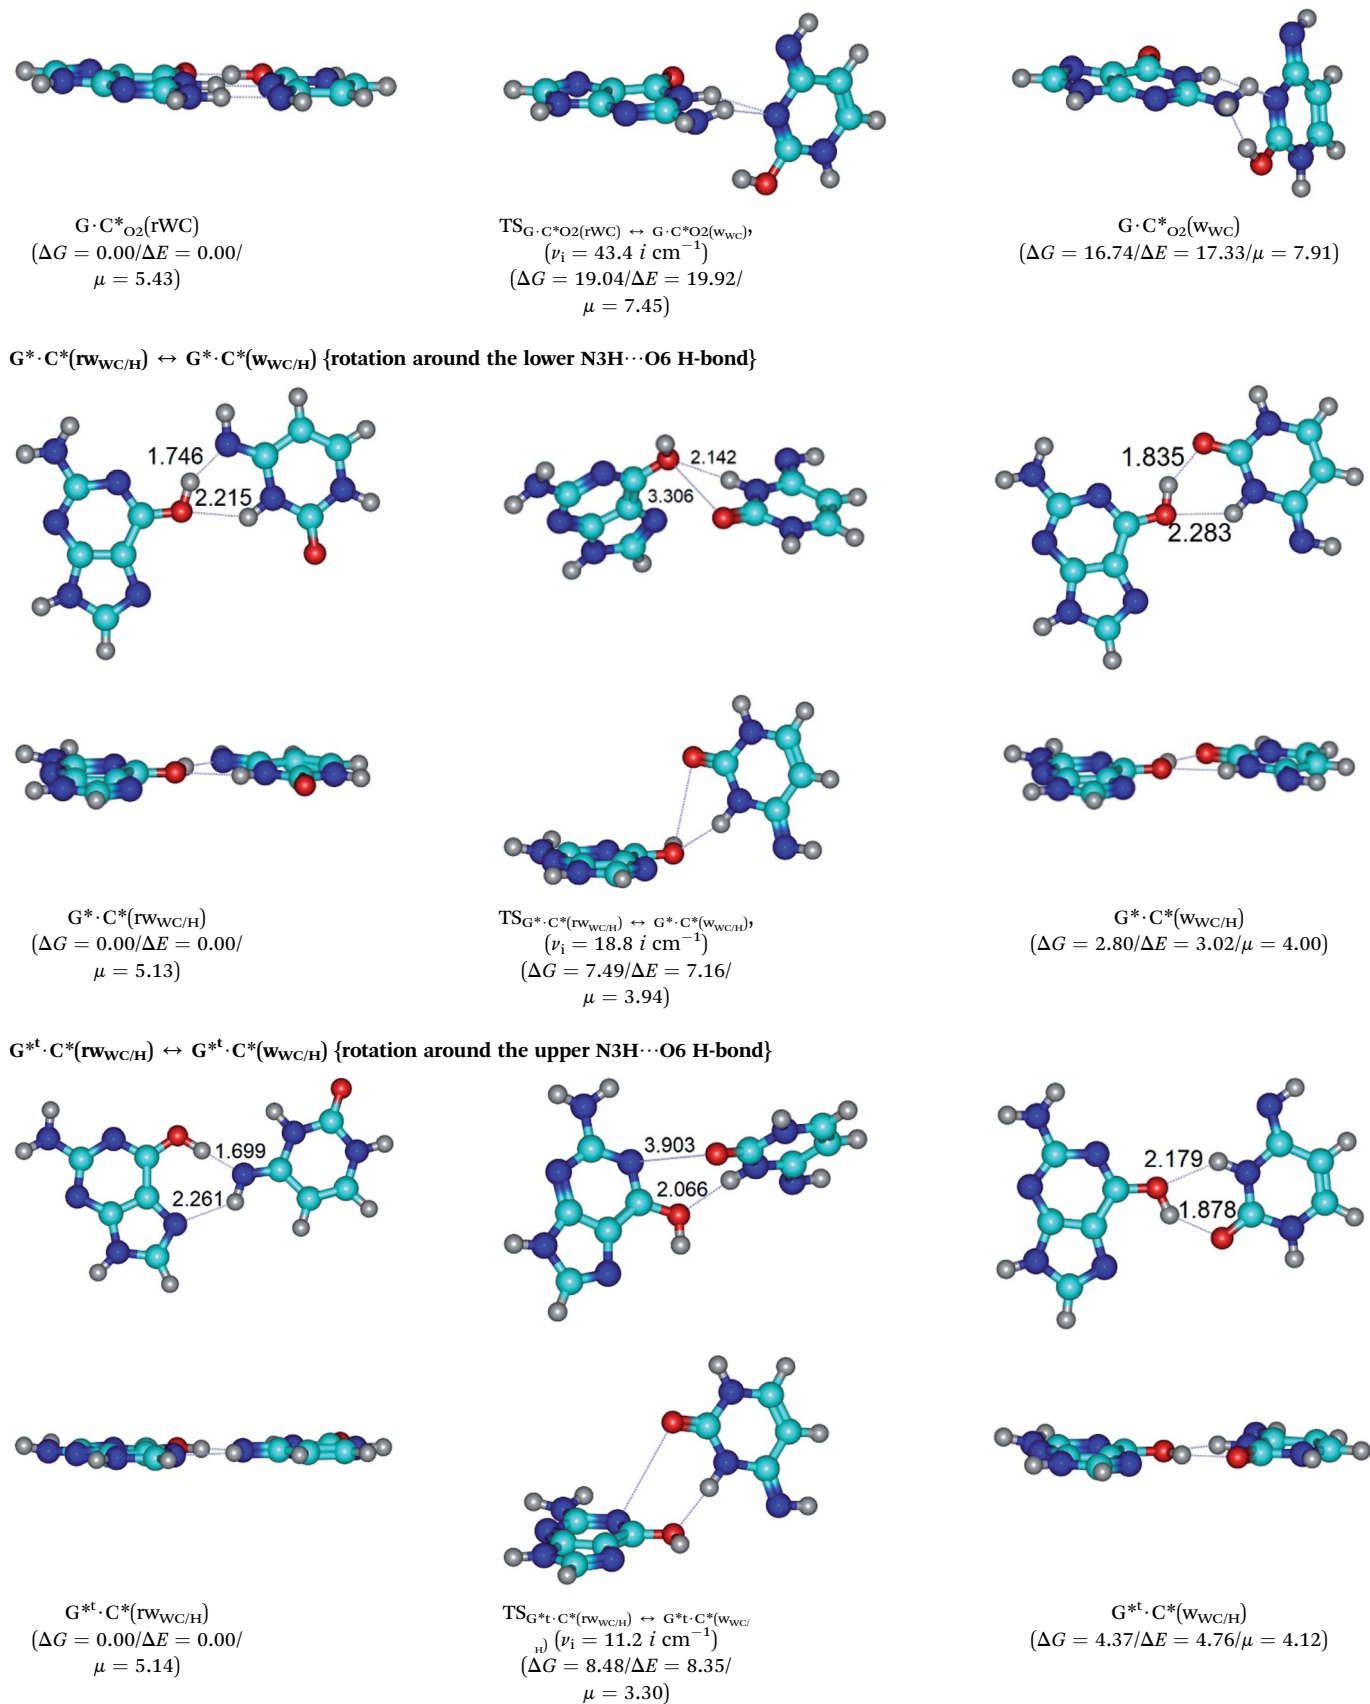 G·C*O2(rWC)
(ΔG = 0.00/ΔE = 0.00/
μ = 5.43)
TSG·C*O2(rWC) ↔ G·C*O2(wWC),
(νi = 43.4 i cm−1)
(ΔG = 19.04/ΔE = 19.92/
μ = 7.45)
G·C*O2(wWC)
(ΔG = 16.74/ΔE = 17.33/μ = 7.91)
G*·C*(rwWC/H) ↔ G*·C*(wWC/H) {rotation around the lower N3H···O6 H-bond}
1.746
2.215
2.142
3.306
1.835
2.283
G*·C*(rwWC/H)
(ΔG = 0.00/ΔE = 0.00/
μ = 5.13)
TSG*·C*(rwWC/H) ↔ G*·C*(wWC/H),
(νi = 18.8 i cm−1)
(ΔG = 7.49/ΔE = 7.16/
μ = 3.94)
G*·C*(wWC/H)
(ΔG = 2.80/ΔE = 3.02/μ = 4.00)
G*t·C*(rwWC/H) ↔ G*t·C*(wWC/H) {rotation around the upper N3H···O6 H-bond}
1.699
2.261
3.903
2.066
2.179
1.878
G*t·C*(rwWC/H)
(ΔG = 0.00/ΔE = 0.00/
μ = 5.14)
TSG*t·C*(rwWC/H) ↔ G*t·C*(wWC/
H) (νi = 11.2 i cm−1)
(ΔG = 8.48/ΔE = 8.35/
μ = 3.30)
G*t·C*(wWC/H)
(ΔG = 4.37/ΔE = 4.76/μ = 4.12)